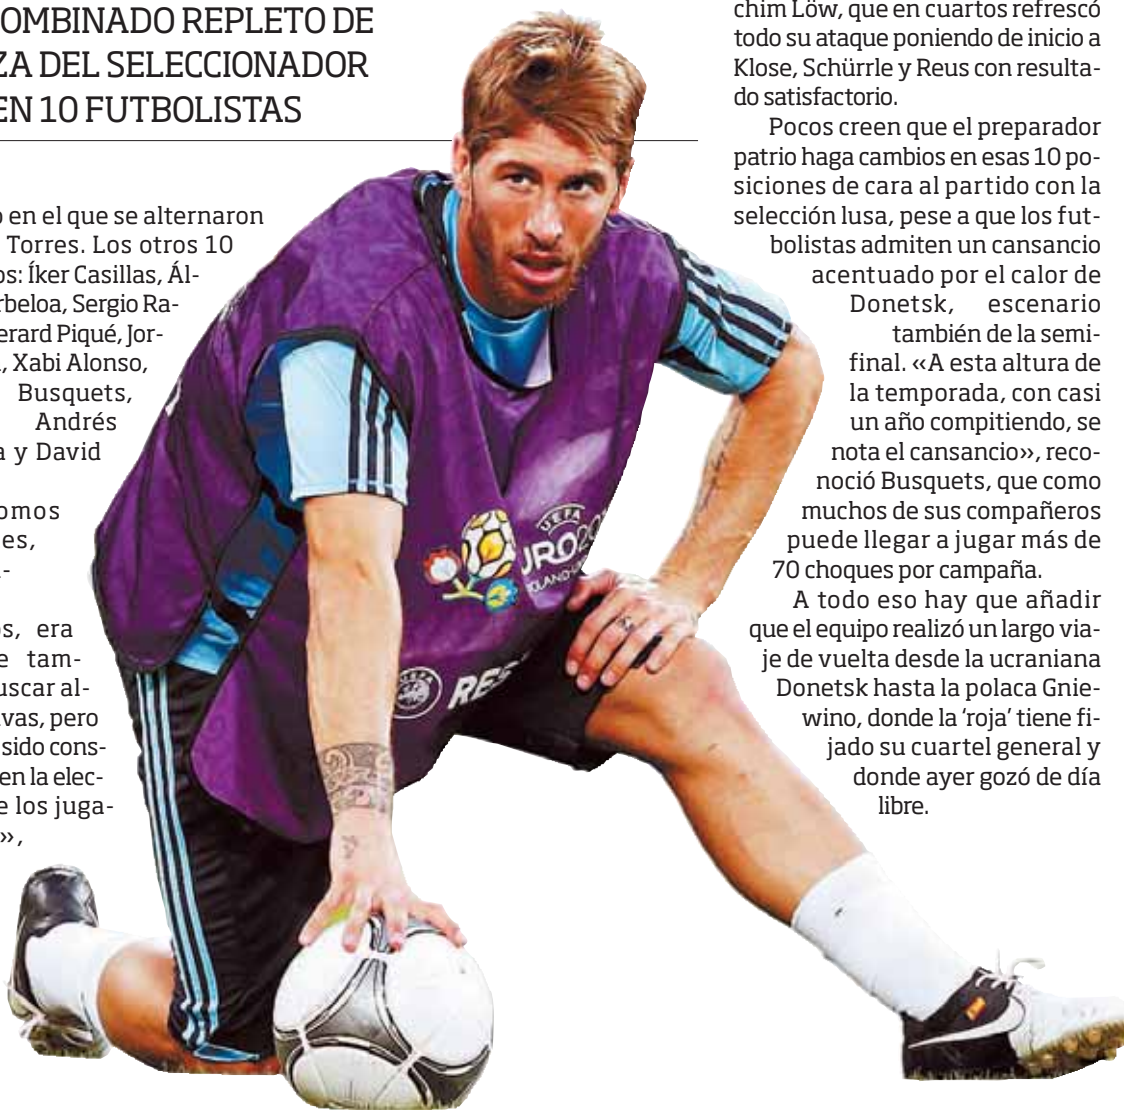 OMBINADO REPLETO DE
ZA DEL SELECCIONADOR
EN 10 FUTBOLISTAS
o en el que se alternaron
Torres. Los otros 10
os: Íker Casillas, Ál-
rbeloa, Sergio Ra-
erard Piqué, Jor-
, Xabi Alonso,
Busquets,
Andrés
a y David
omos
es,
-
os, era
e tam-
uscar al-
vas, pero
sido cons-
en la elec-
e los juga-
»,
chim Löw, que en cuartos refrescó
todo su ataque poniendo de inicio a
Klose, Schürrle y Reus con resulta-
do satisfactorio.
Pocos creen que el preparador
patrio haga cambios en esas 10 po-
siciones de cara al partido con la
selección lusa, pese a que los fut-
bolistas admiten un cansancio
acentuado por el calor de
Donetsk, escenario
también de la semi-
final. «A esta altura de
la temporada, con casi
un año compitiendo, se
nota el cansancio», reco-
noció Busquets, que como
muchos de sus compañeros
puede llegar a jugar más de
70 choques por campaña.
A todo eso hay que añadir
que el equipo realizó un largo via-
je de vuelta desde la ucraniana
Donetsk hasta la polaca Gnie-
wino, donde la ‘roja’ tiene fi-
jado su cuartel general y
donde ayer gozó de día
libre.
UEFA
URO20
UEFA
RES